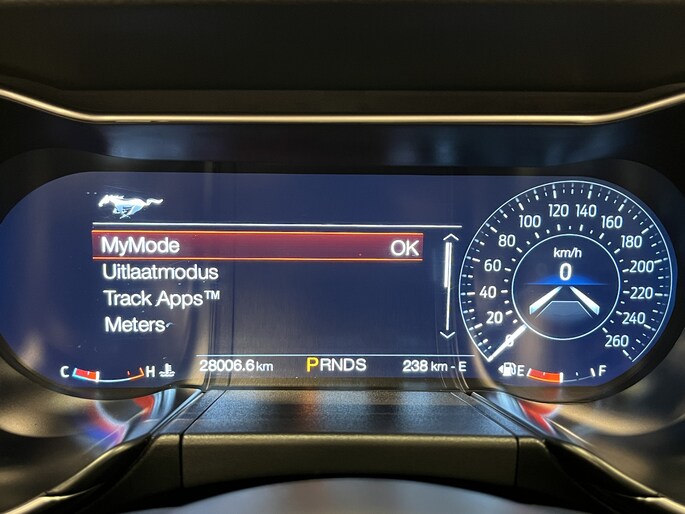 MyMode OK
Uitlaatmodus
Track Apps™
Meters
C H
28006.6 km PRNDS 238 km - E
0 20 40 60 80 100 120 140 160 180 200 220 240 260
km/h
0
E F